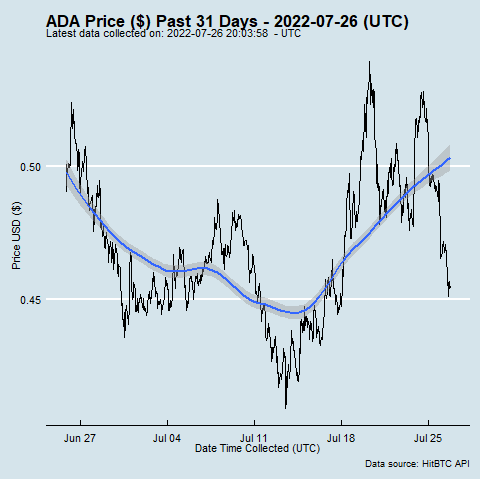 ADA Price ($) Past 31 Days - 2022-07-26 (UTC)
Latest data collected on: 2022-07-26 20:03:58  - UTC
Price USD ($)
0.50
0.45
Jun 27
Jul 04
Jul 11
Jul 18
Jul 25
Date Time Collected (UTC)
Data source: HitBTC API